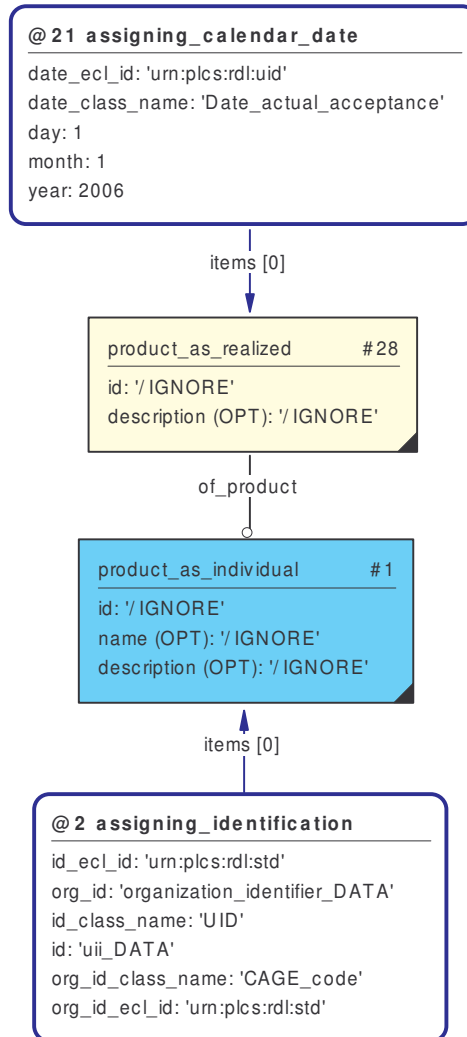 @21 assigning_calendar_date
date_ecl_id: 'urn:plcs:rdl:uid'
date_class_name: 'Date_actual_acceptance'
day: 1
month: 1
year: 2006
items [0]
product_as_realized #28
id: '/IGNORE'
description (OPT): '/IGNORE'
of_product
product_as_individual #1
id: '/IGNORE'
name (OPT): '/IGNORE'
description (OPT): '/IGNORE'
items [0]
@2 assigning_identification
id_ecl_id: 'urn:plcs:rdl:std'
org_id: 'organization_identifier_DATA'
id_class_name: 'UID'
id: 'uii_DATA'
org_id_class_name: 'CAGE_code'
org_id_ecl_id: 'urn:plcs:rdl:std'